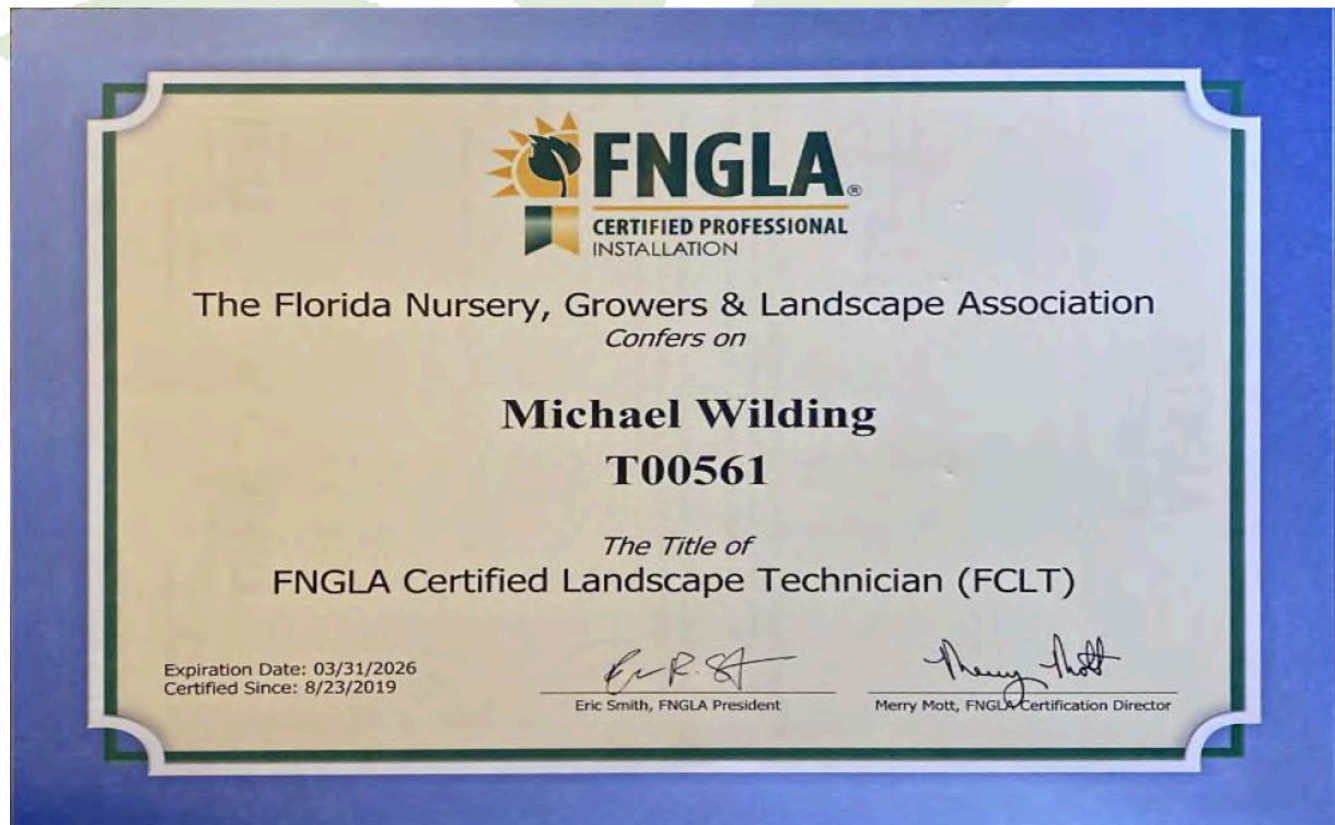 FNGLA®
CERTIFIED PROFESSIONAL
INSTALLATION
The Florida Nursery, Growers & Landscape Association
Confers on
Michael Wilding
T00561
The Title of
FNGLA Certified Landscape Technician (FCLT)
Expiration Date: 03/31/2026
Certified Since: 8/23/2019
Eric Smith, FNGLA President
Merry Mott
Merry Mott, FNGLA Certification Director